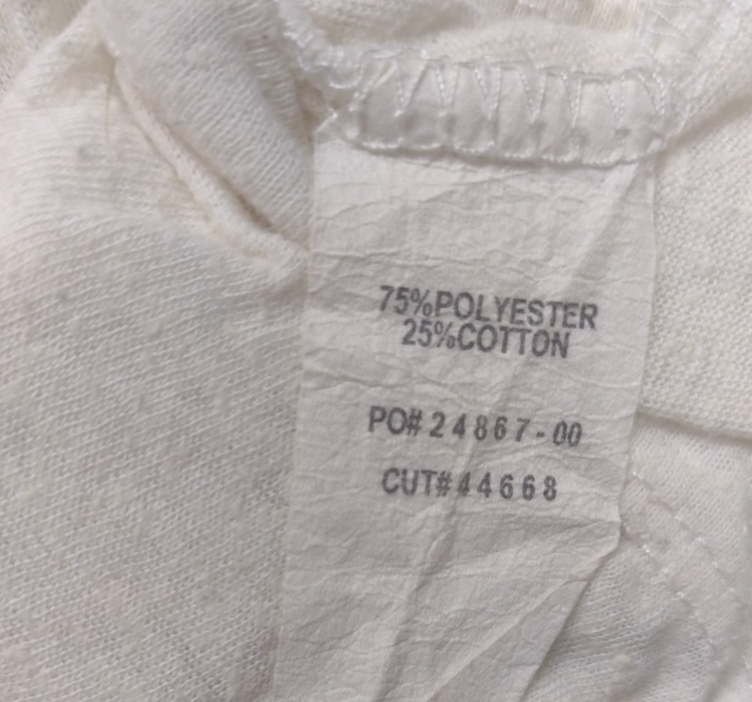 75%POLYESTER
25%COTTON
PO# 24867-00
CUT#44668